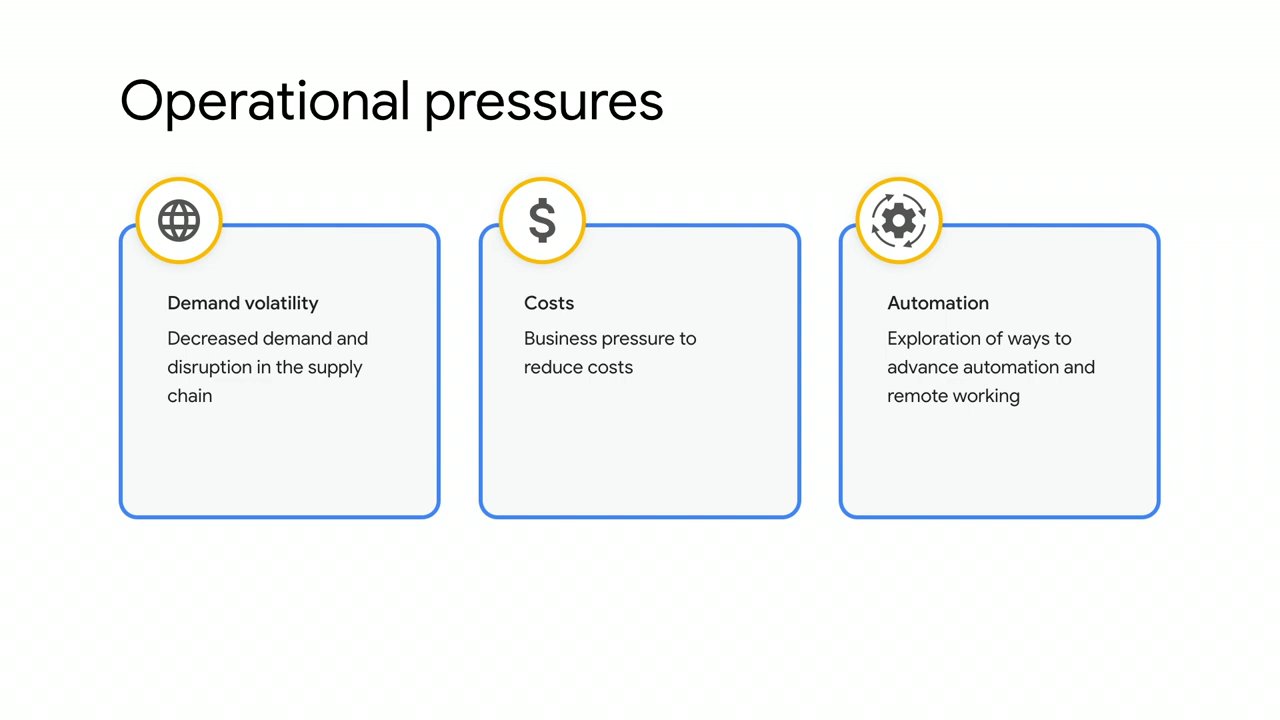 Operational pressures
$
Demand volatility
Decreased demand and
disruption in the supply
chain
Costs
Business pressure to
reduce costs
Automation
Exploration of ways to
advance automation and
remote working